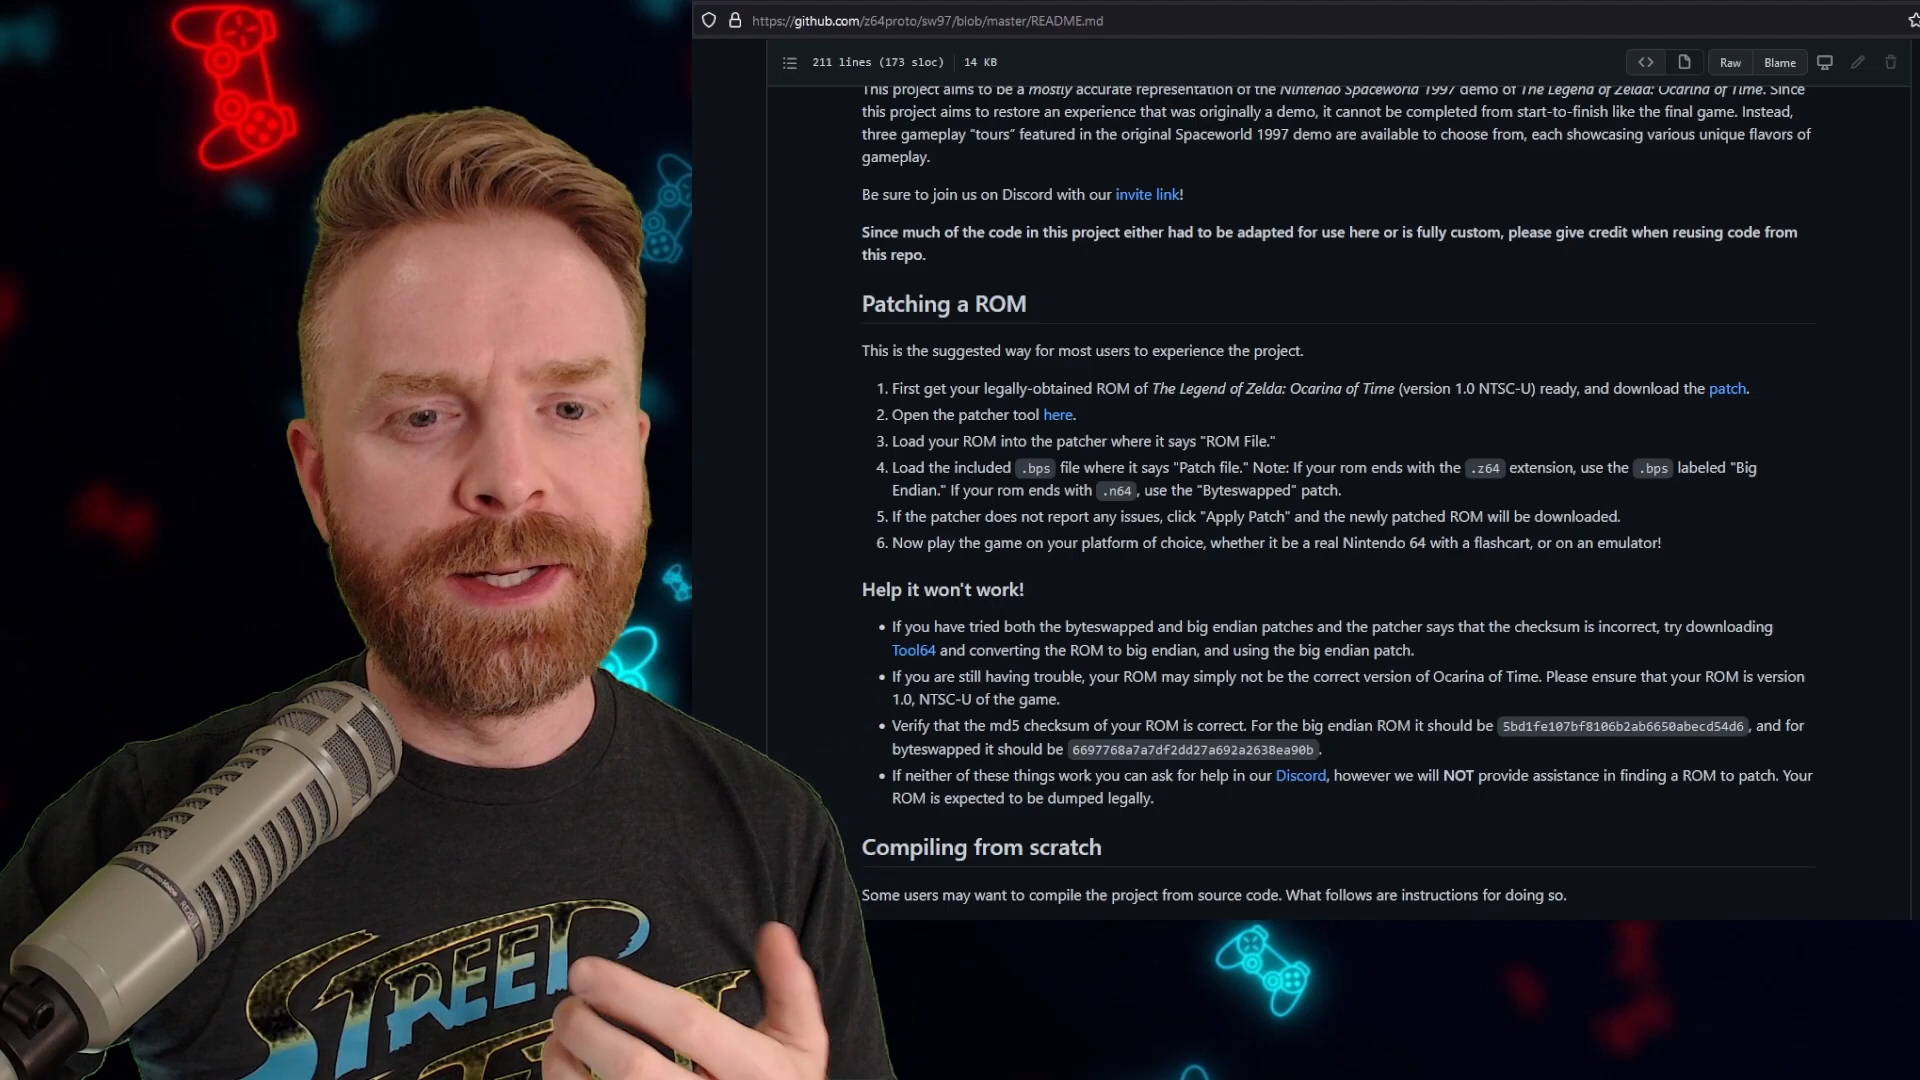 https://github.com/z64proto/sw97/blob/master/README.md
211 lines (173 sloc) 14 KB
Raw
Blame
This project aims to be a mostly accurate representation of the Nintendo Spaceworld 1997 demo of The Legend of Zelda: Ocarina of Time. Since
this project aims to restore an experience that was originally a demo, it cannot be completed from start-to-finish like the final game. Instead,
three gameplay “tours” featured in the original Spaceworld 1997 demo are available to choose from, each showcasing various unique flavors of
gameplay.
Be sure to join us on Discord with our invite link!
Since much of the code in this project either had to be adapted for use here or is fully custom, please give credit when reusing code from
this repo.
Patching a ROM
This is the suggested way for most users to experience the project.
1. First get your legally-obtained ROM of The Legend of Zelda: Ocarina of Time (version 1.0 NTSC-U) ready, and download the patch.
2. Open the patcher tool here.
3. Load your ROM into the patcher where it says "ROM File."
4. Load the included .bps file where it says "Patch file." Note: If your rom ends with the .z64 extension, use the .bps labeled "Big
Endian." If your rom ends with .n64, use the "Byteswapped" patch.
5. If the patcher does not report any issues, click "Apply Patch" and the newly patched ROM will be downloaded.
6. Now play the game on your platform of choice, whether it be a real Nintendo 64 with a flashcart, or on an emulator!
Help it won't work!
• If you have tried both the byteswapped and big endian patches and the patcher says that the checksum is incorrect, try downloading
Tool64 and converting the ROM to big endian, and using the big endian patch.
• If you are still having trouble, your ROM may simply not be the correct version of Ocarina of Time. Please ensure that your ROM is version
1.0, NTSC-U of the game.
• Verify that the md5 checksum of your ROM is correct. For the big endian ROM it should be 5bd1fe107bf8106b2ab6650abecd54d6, and for
byteswapped it should be 6697768a7a7df2dd27a692a2638ea90b.
• If neither of these things work you can ask for help in our Discord, however we will NOT provide assistance in finding a ROM to patch. Your
ROM is expected to be dumped legally.
Compiling from scratch
Some users may want to compile the project from source code. What follows are instructions for doing so.
STREET